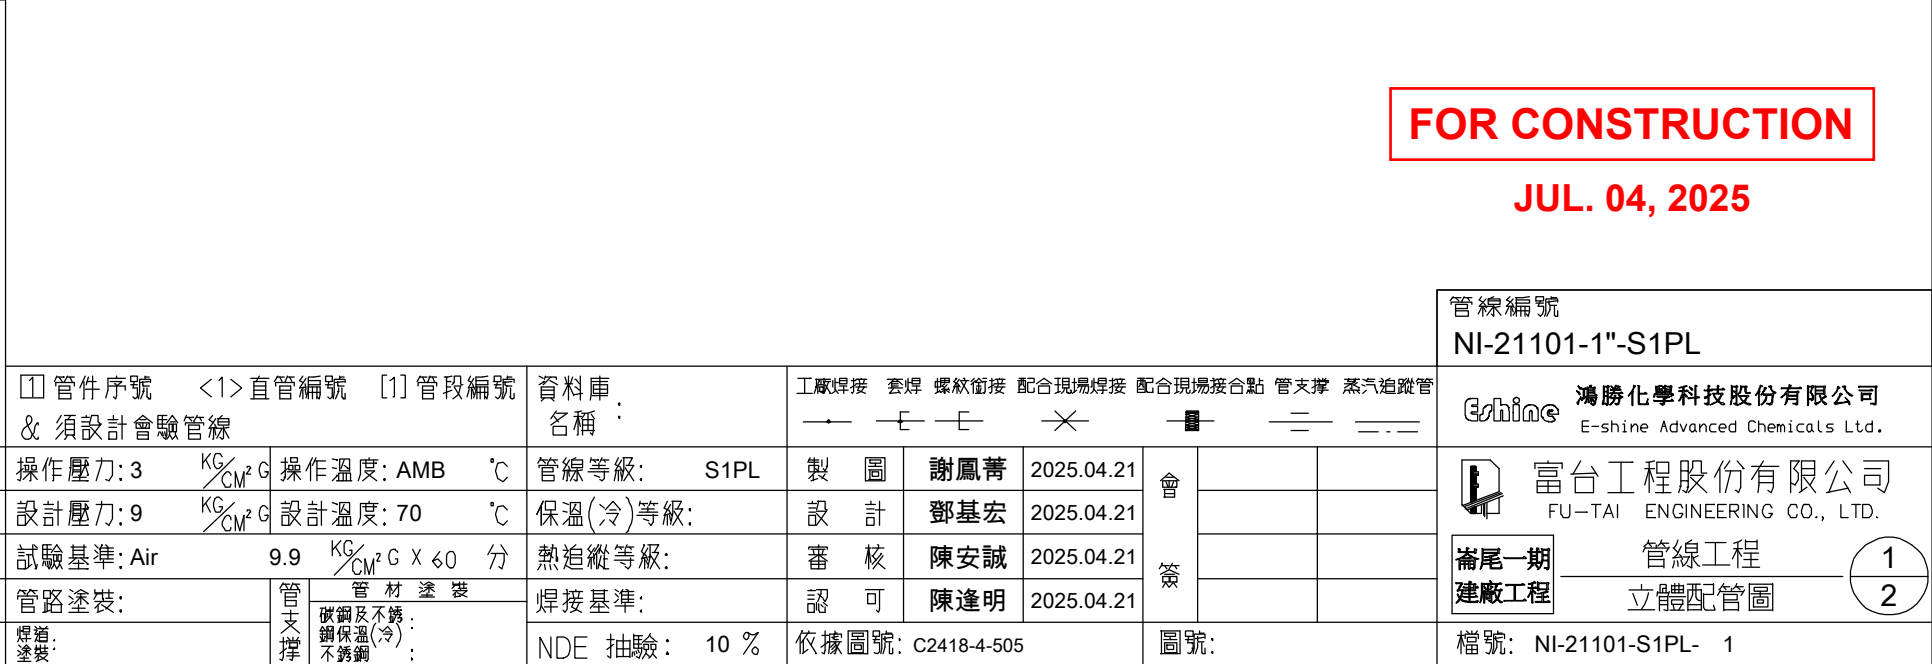 FOR CONSTRUCTION
JUL. 04, 2025
管線編號
NI-21101-1"-S1PL
1 管件序號 <1>直管編號 [1]管段編號
& 須設計會驗管線
資料庫
名稱 :
工廠焊接 套焊 螺紋銜接 配合現場焊接 配合現場接合點 管支撐 蒸汽追蹤管
Eshine 鴻勝化學科技股份有限公司
E-shine Advanced Chemicals Ltd.
操作壓力: 3 KG/CM² G 操作溫度: AMB °C 管線等級: S1PL 製圖 謝鳳菁 2025.04.21
設計壓力: 9 KG/CM² G 設計溫度: 70 °C 保溫(冷)等級: 設計 鄧基宏 2025.04.21
會簽
富台工程股份有限公司
FU-TAI ENGINEERING CO., LTD.
試驗基準: Air 9.9 KG/CM² G X 60 分 熱追縱等級: 審核 陳安誠 2025.04.21
管路塗裝: 管支撐 管材塗裝 焊接基準: 認可 陳逢明 2025.04.21
碳鋼及不銹
鋼保溫(冷) :
不銹鋼 :
崙尾一期
建廠工程
管線工程
立體配管圖
1
2
焊道.
塗裝.
NDE 抽驗: 10 % 依據圖號: C2418-4-505 圖號: 檔號: NI-21101-S1PL- 1